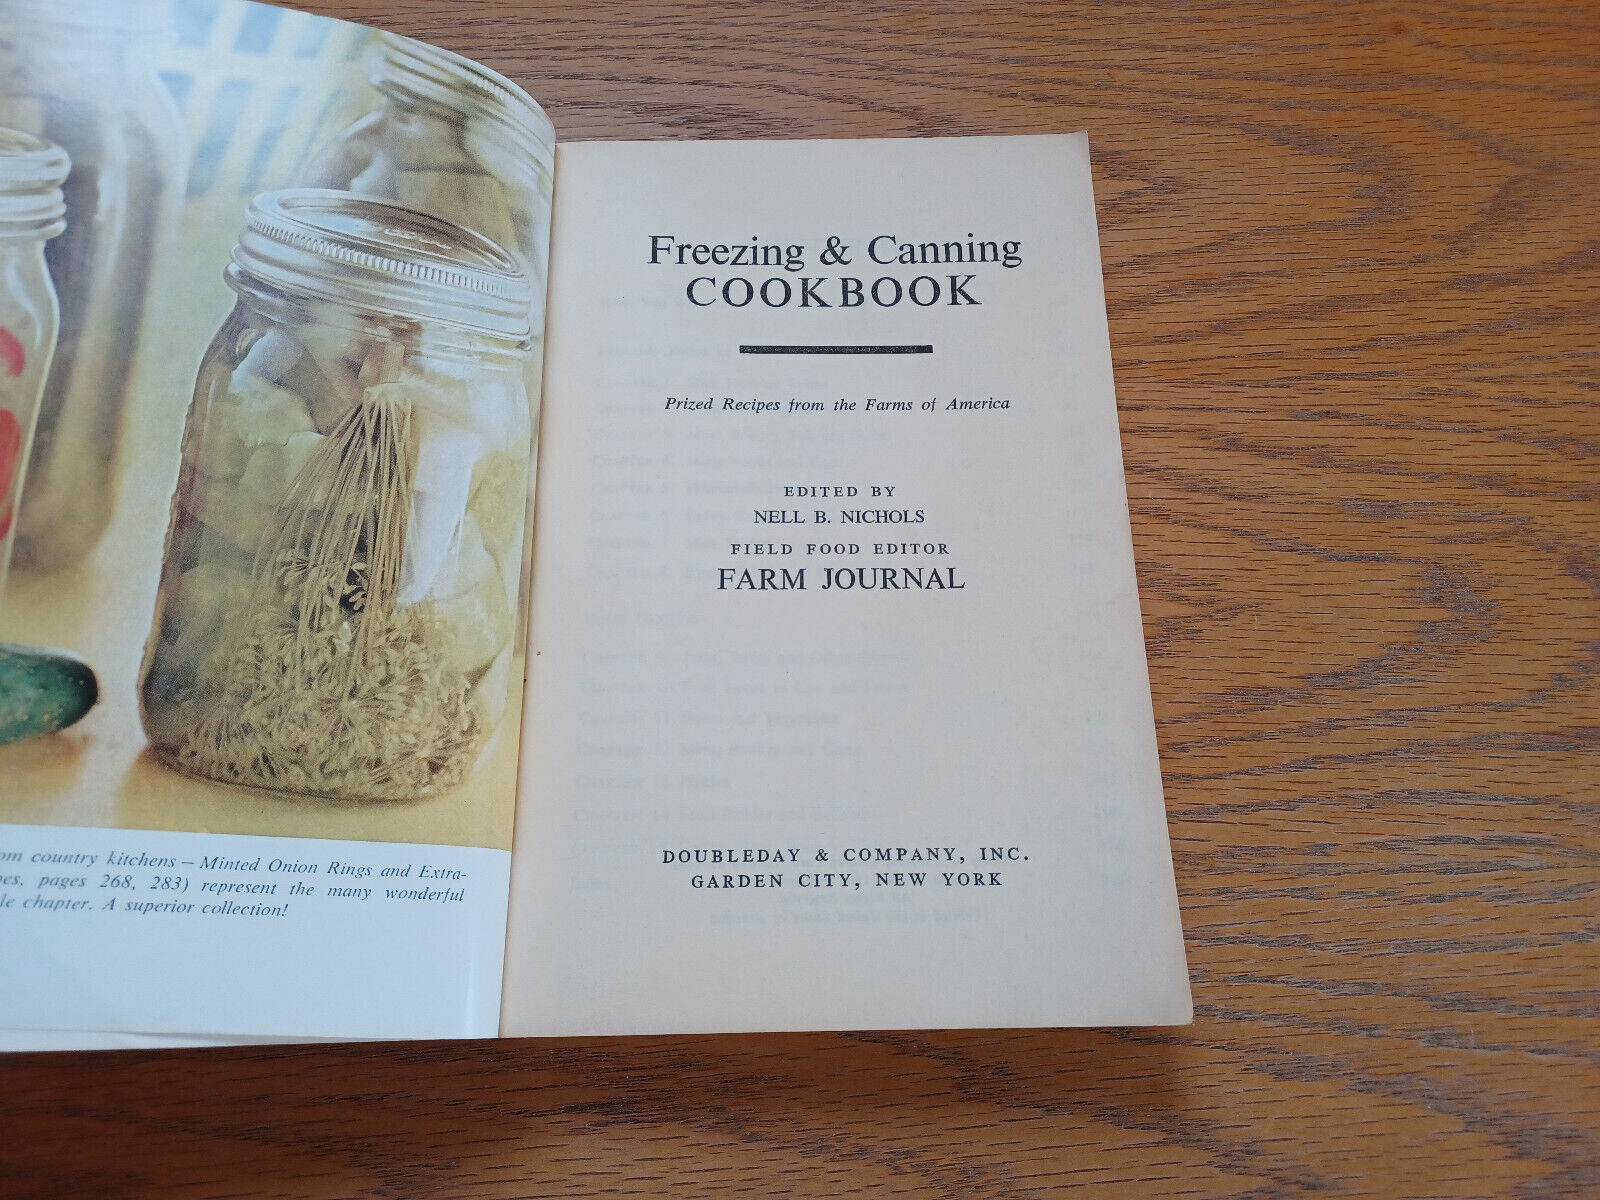 om country kitchens — Minted Onion Rings and Extra-
pes, pages 268, 283) represent the many wonderful
le chapter. A superior collection!
Freezing & Canning
COOKBOOK
Prized Recipes from the Farms of America
EDITED BY
NELL B. NICHOLS
FIELD FOOD EDITOR
FARM JOURNAL
DOUBLEDAY & COMPANY, INC.
GARDEN CITY, NEW YORK